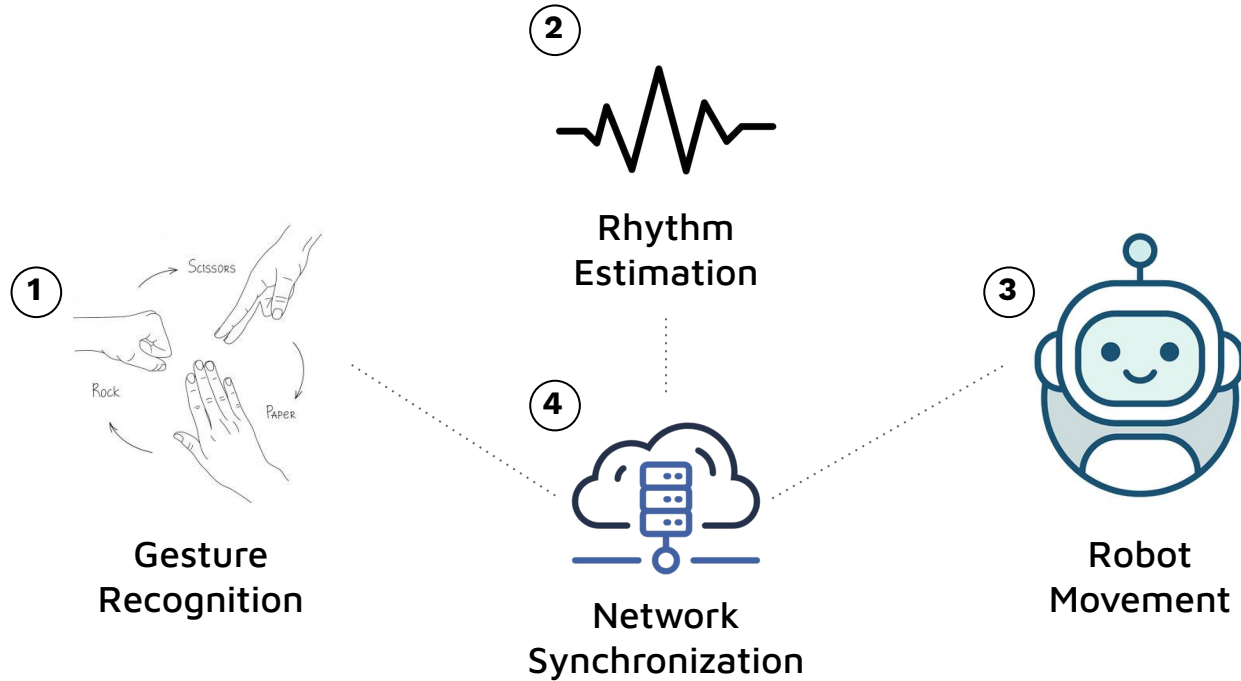 2
Rhythm
Estimation
1
SCISSORS
ROCK
PAPER
Gesture
Recognition
3
Robot
Movement
4
Network
Synchronization